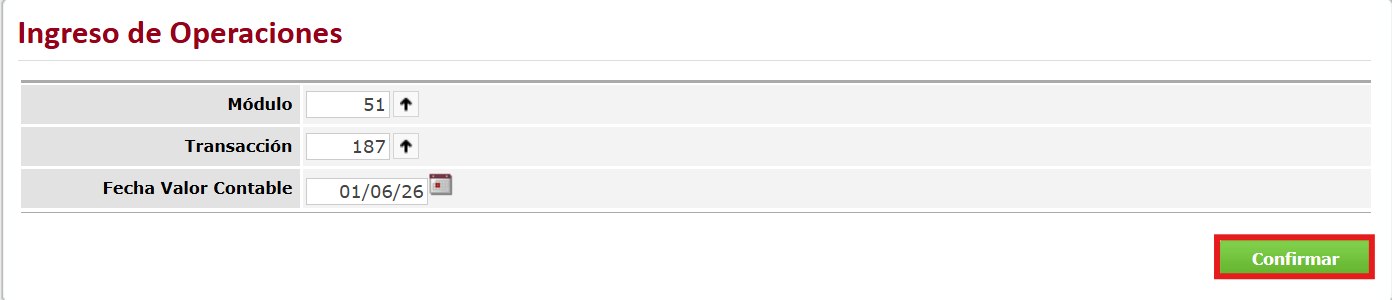 Ingreso de Operaciones
Módulo 51
Transacción 187
Fecha Valor Contable 01/06/26
Confirmar